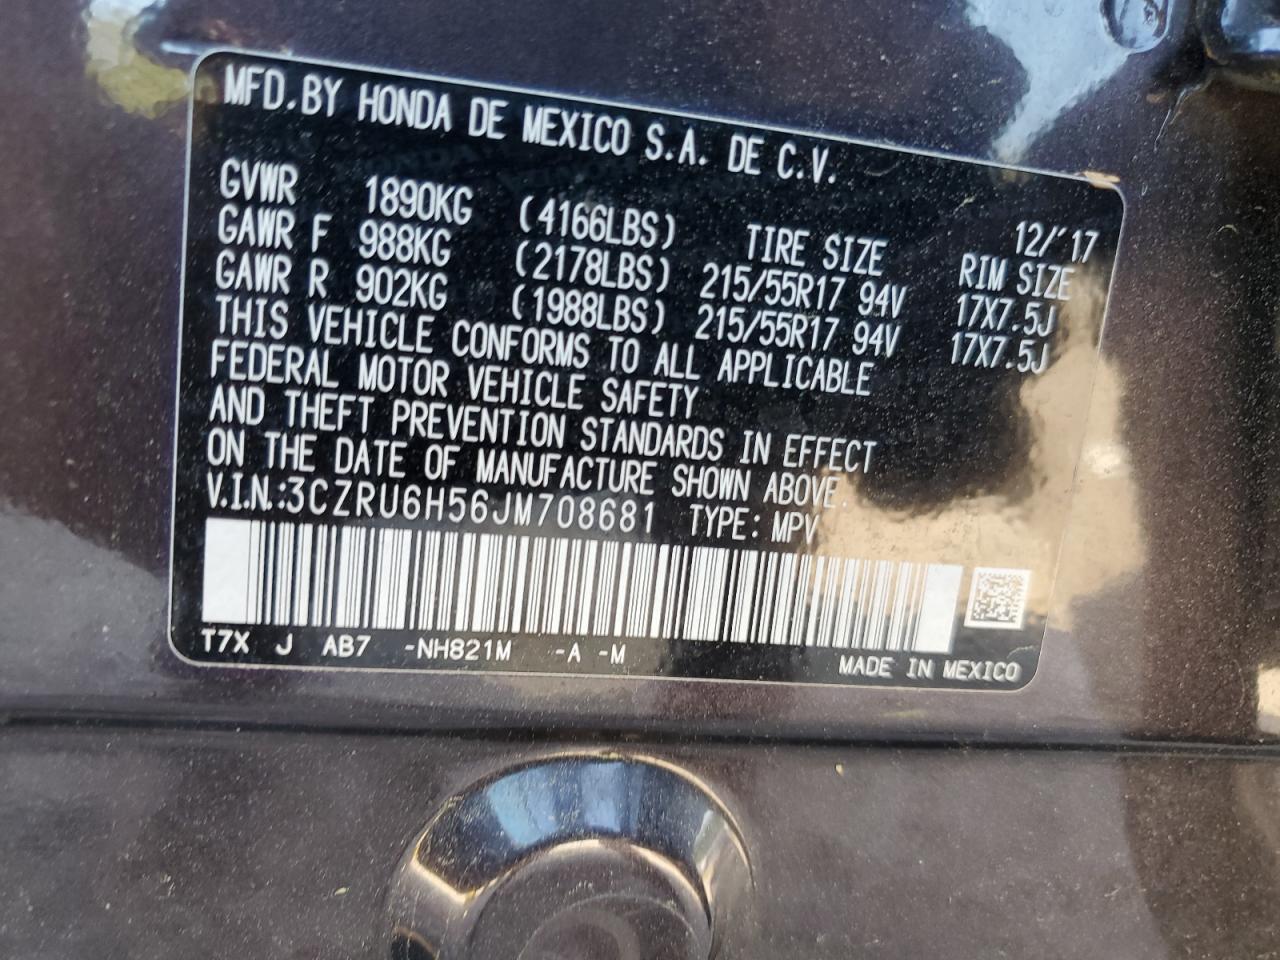 MFD.BY HONDA DE MEXICO S.A. DE C.V.
12/'17
GVWR 1890KG (4166LBS) TIRE SIZE RIM SIZE
GAWR F 988KG (2178LBS) 215/55R17 94V 17X7.5J
GAWR R 902KG (1988LBS) 215/55R17 94V 17X7.5J
THIS VEHICLE CONFORMS TO ALL APPLICABLE
FEDERAL MOTOR VEHICLE SAFETY
AND THEFT PREVENTION STANDARDS IN EFFECT
ON THE DATE OF MANUFACTURE SHOWN ABOVE.
V.I.N.:3CZRU6H56JM708681 TYPE: MPV
T7X J AB7 -NH821M -A -M
MADE IN MEXICO